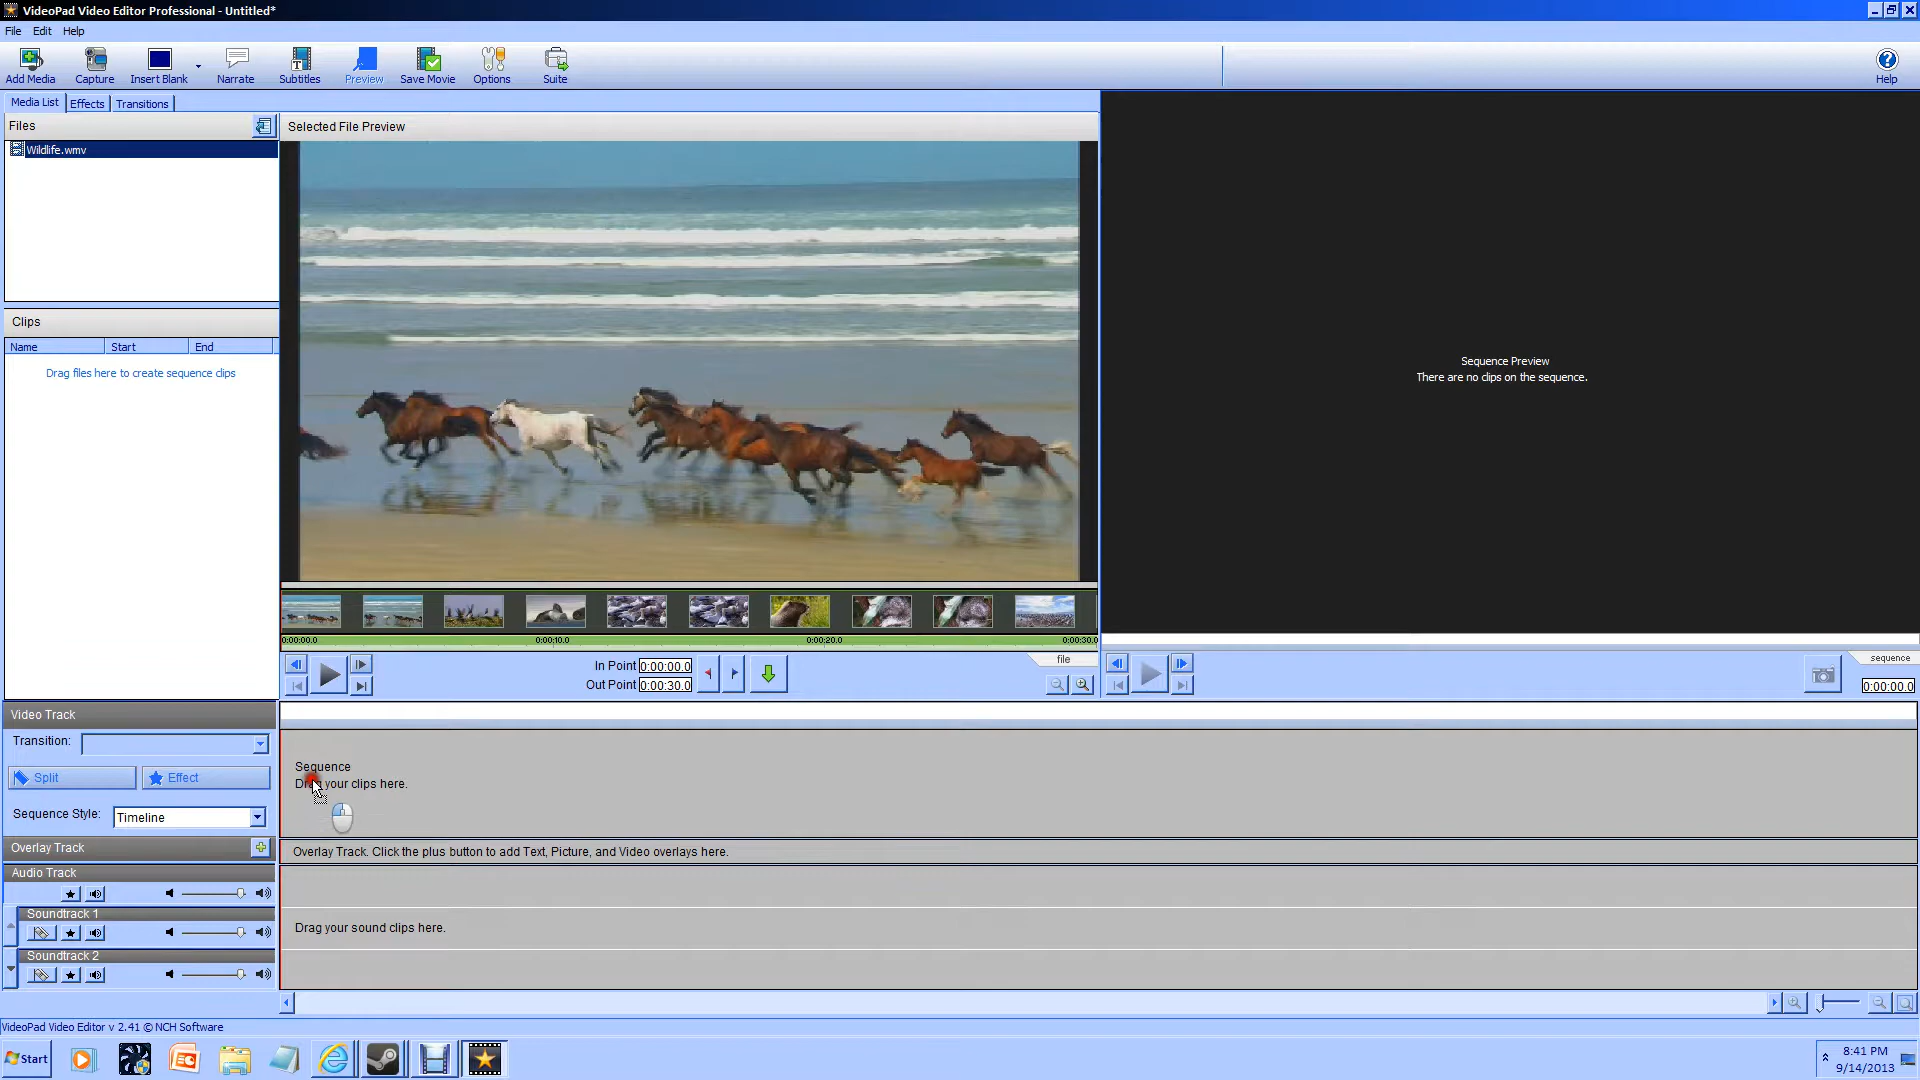 VideoPad Video Editor Professional - Untitled*
File Edit Help
Add Media Capture Insert Blank Narrate Subtitles Preview Save Movie Options Suite Help
Media List Effects Transitions
Files
Selected File Preview
Wildlife.wmv
Clips
Name Start End
Drag files here to create sequence clips
Sequence Preview
There are no clips on the sequence.
0:00:00.0 0:00:10.0 0:00:20.0 0:00:30.0
In Point 0:00:00.0
Out Point 0:00:30.0
file
sequence
0:00:00.0
Video Track
Transition:
Split Effect
Sequence Style: Timeline
Sequence
Drag your clips here.
Overlay Track
Overlay Track. Click the plus button to add Text, Picture, and Video overlays here.
Audio Track
Soundtrack 1
Drag your sound clips here.
Soundtrack 2
VideoPad Video Editor v 2.41 © NCH Software
Start
8:41 PM
9/14/2013